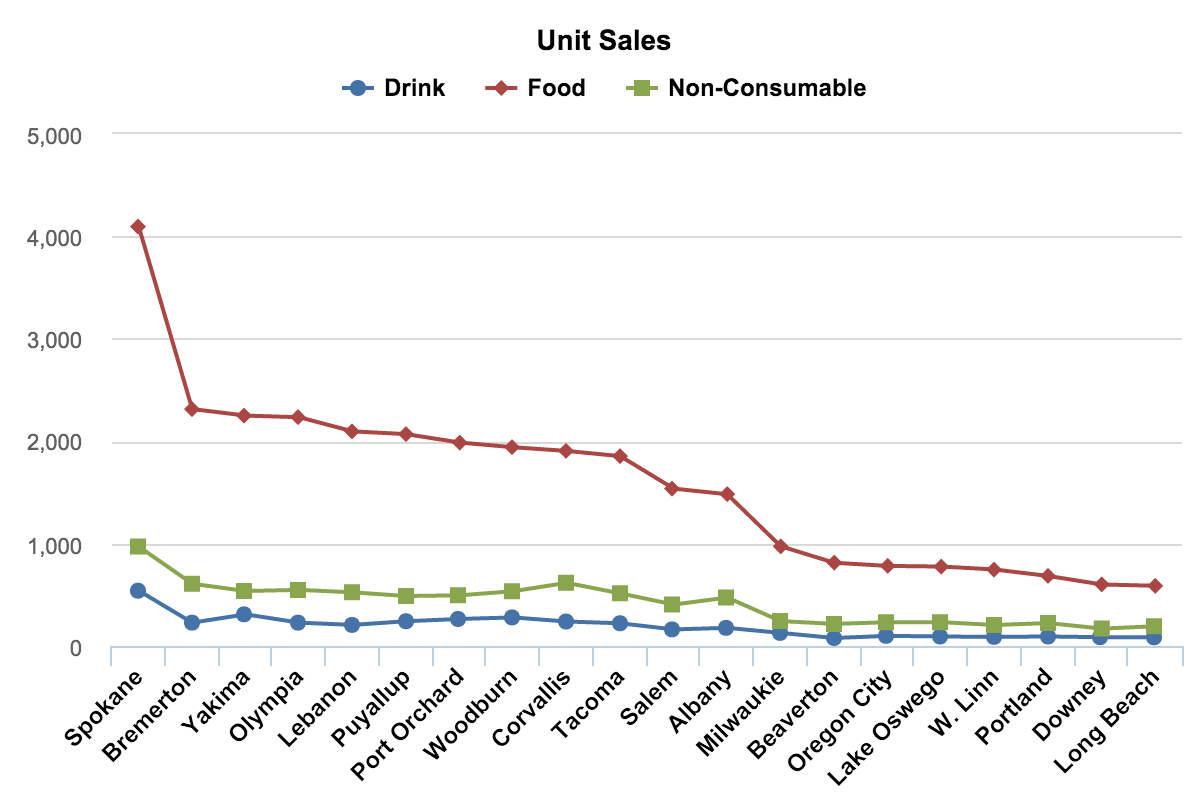 Unit Sales
Drink Food Non-Consumable
5,000
4,000
3,000
2,000
1,000
0
Spokane
Bremerton
Yakima
Olympia
Lebanon
Puyallup
Port Orchard
Woodburn
Corvallis
Tacoma
Salem
Albany
Milwaukie
Beaverton
Oregon City
Lake Oswego
W. Linn
Portland
Downey
Long Beach